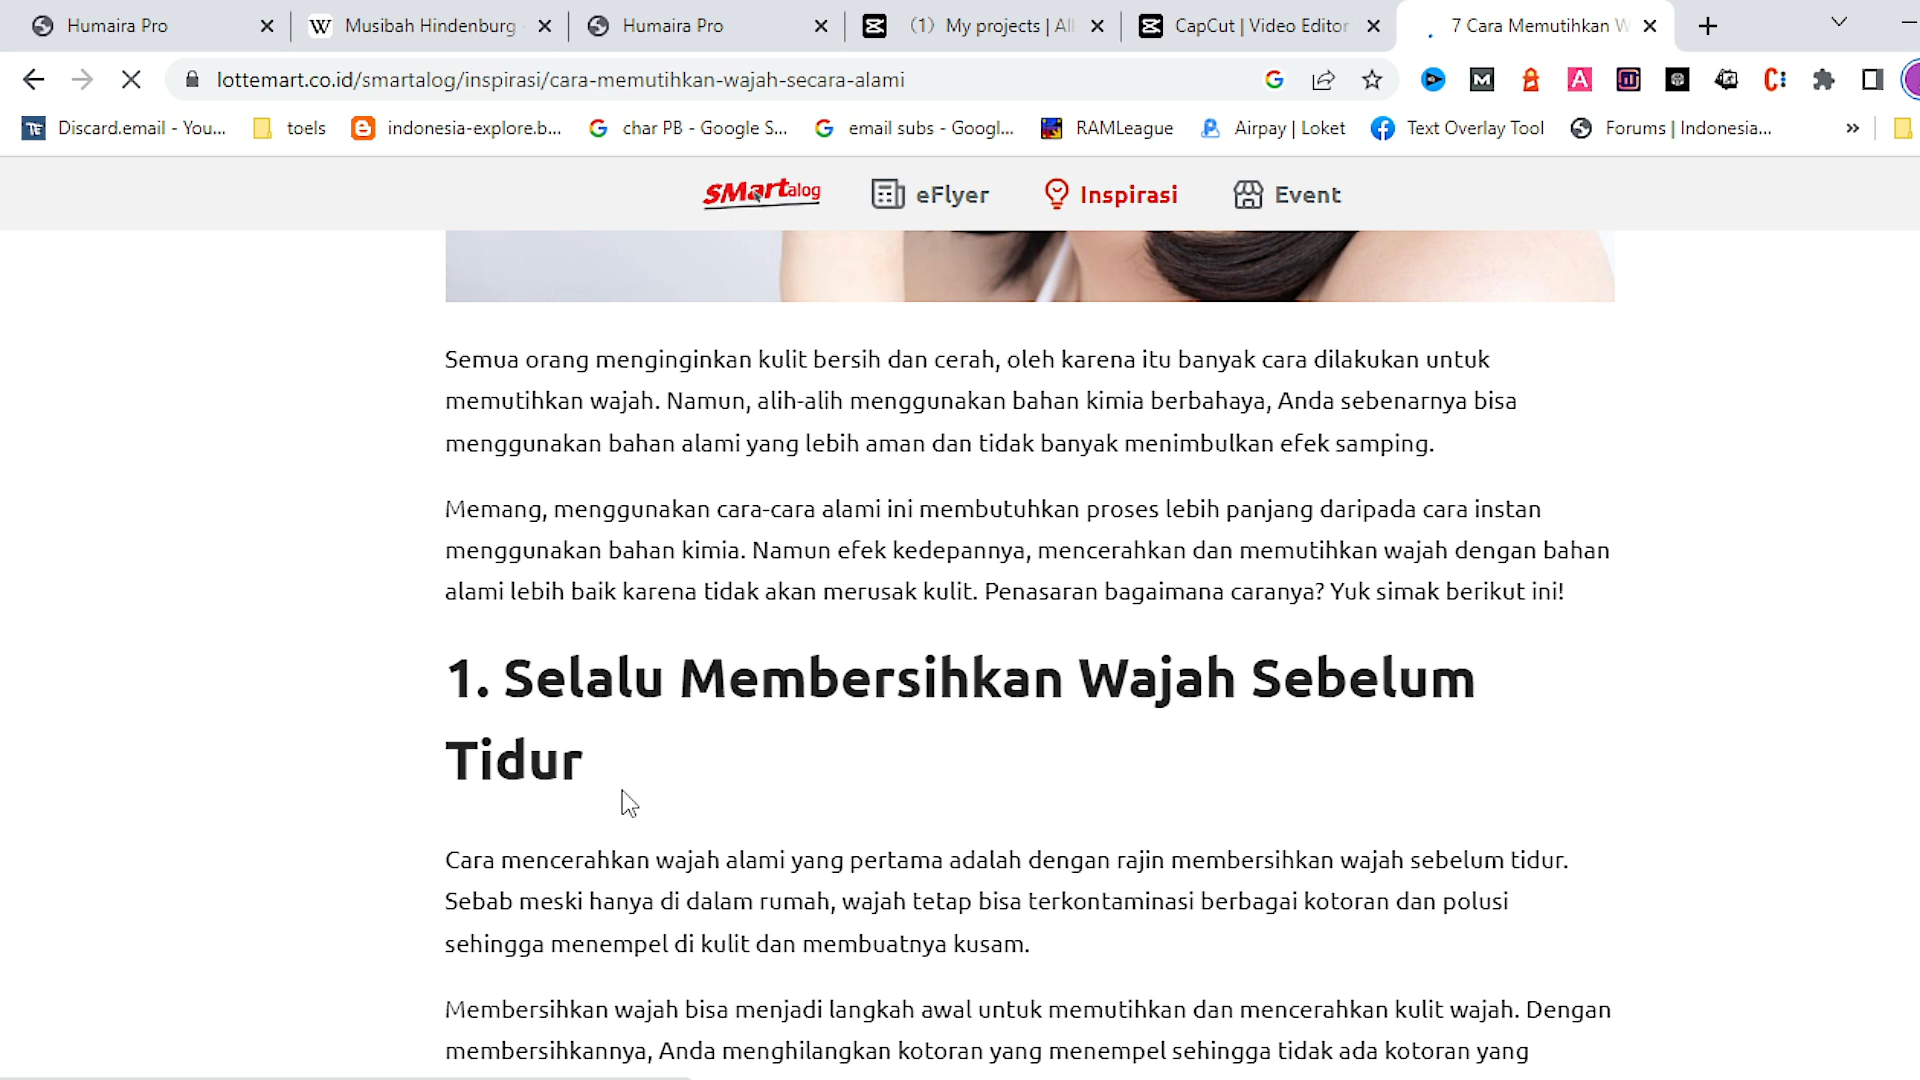 Humaira Pro
Musibah Hindenburg
Humaira Pro
(1) My projects | All
CapCut | Video Editor
7 Cara Memutihkan W
lottemart.co.id/smartalog/inspirasi/cara-memutihkan-wajah-secara-alami
Discard.email - You...
toels
indonesia-explore.b...
char PB - Google S...
email subs - Googl...
RAMLeague
Airpay | Loket
Text Overlay Tool
Forums | Indonesia...
SMartalog
eFlyer
Inspirasi
Event
Semua orang menginginkan kulit bersih dan cerah, oleh karena itu banyak cara dilakukan untuk
memutihkan wajah. Namun, alih-alih menggunakan bahan kimia berbahaya, Anda sebenarnya bisa
menggunakan bahan alami yang lebih aman dan tidak banyak menimbulkan efek samping.
Memang, menggunakan cara-cara alami ini membutuhkan proses lebih panjang daripada cara instan
menggunakan bahan kimia. Namun efek kedepannya, mencerahkan dan memutihkan wajah dengan bahan
alami lebih baik karena tidak akan merusak kulit. Penasaran bagaimana caranya? Yuk simak berikut ini!
1. Selalu Membersihkan Wajah Sebelum
Tidur
Cara mencerahkan wajah alami yang pertama adalah dengan rajin membersihkan wajah sebelum tidur.
Sebab meski hanya di dalam rumah, wajah tetap bisa terkontaminasi berbagai kotoran dan polusi
sehingga menempel di kulit dan membuatnya kusam.
Membersihkan wajah bisa menjadi langkah awal untuk memutihkan dan mencerahkan kulit wajah. Dengan
membersihkannya, Anda menghilangkan kotoran yang menempel sehingga tidak ada kotoran yang